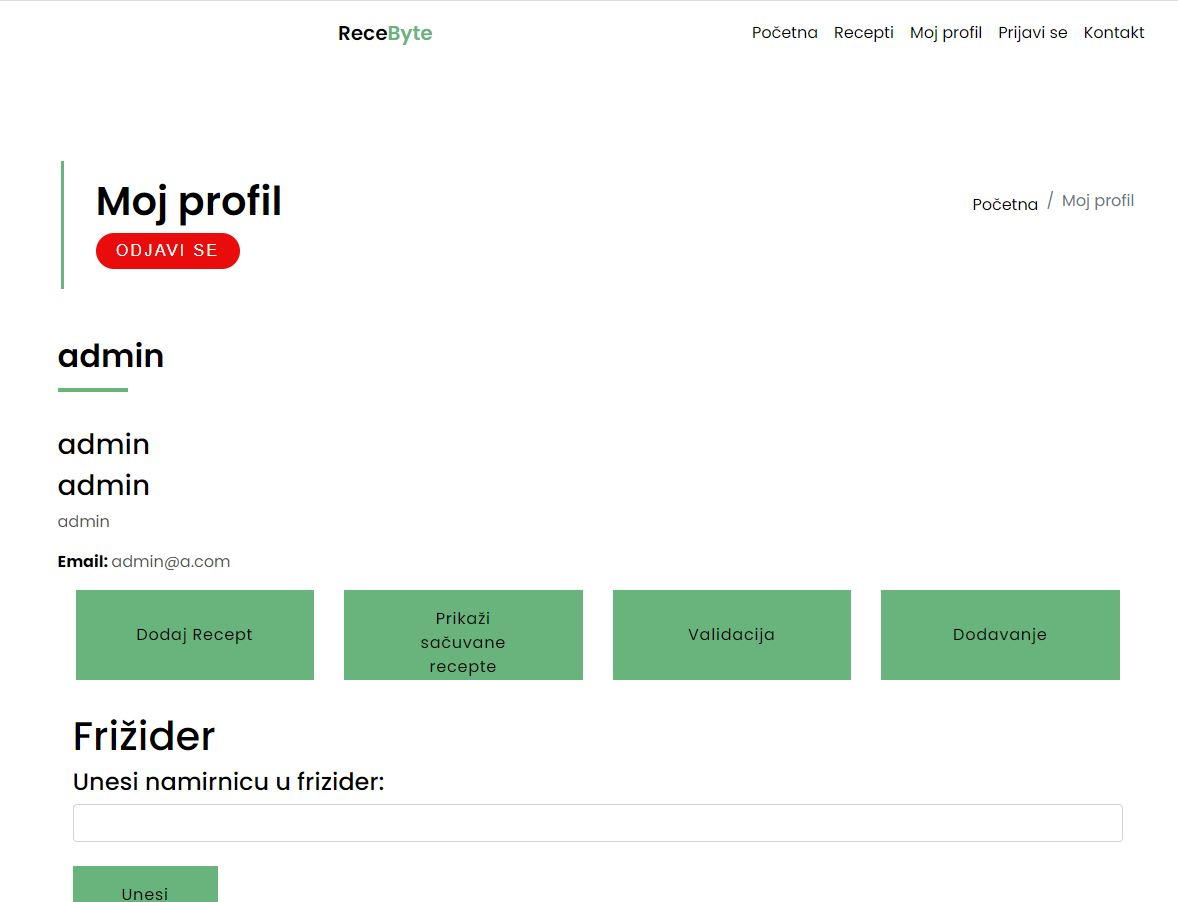 ReceByte
Početna Recepti Moj profil Prijavi se Kontakt
Moj profil
Početna / Moj profil
ODJAVI SE
admin
admin
admin
admin
Email: admin@a.com
Dodaj Recept
Prikaži
sačuvane
recepte
Validacija
Dodavanje
Frižider
Unesi namirnicu u frizider:
Unesi